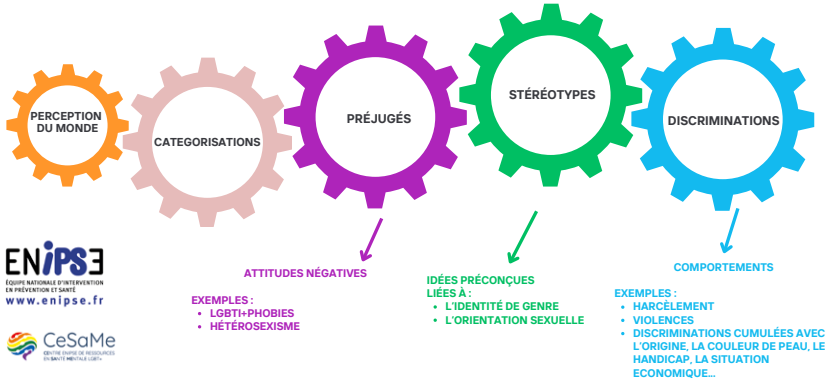 PERCEPTION
DU MONDE
CATEGORISATIONS
PRÉJUGÉS
STÉRÉOTYPES
DISCRIMINATIONS
ATTITUDES NÉGATIVES
EXEMPLES :
• LGBTI+PHOBIES
• HÉTÉROSEXISME
IDÉES PRÉCONÇUES
LIÉES À :
• L'IDENTITÉ DE GENRE
• L'ORIENTATION SEXUELLE
COMPORTEMENTS
EXEMPLES :
• HARCÈLEMENT
• VIOLENCES
• DISCRIMINATIONS CUMULÉES AVEC
L'ORIGINE, LA COULEUR DE PEAU, LE
HANDICAP, LA SITUATION
ECONOMIQUE...
ENiPSE
ÉQUIPE NATIONALE D'INTERVENTION
EN PRÉVENTION ET SANTÉ
www.enipse.fr
CeSaMe
CENTRE ENIPSE DE RESSOURCES
EN SANTÉ MENTALE LGBT+